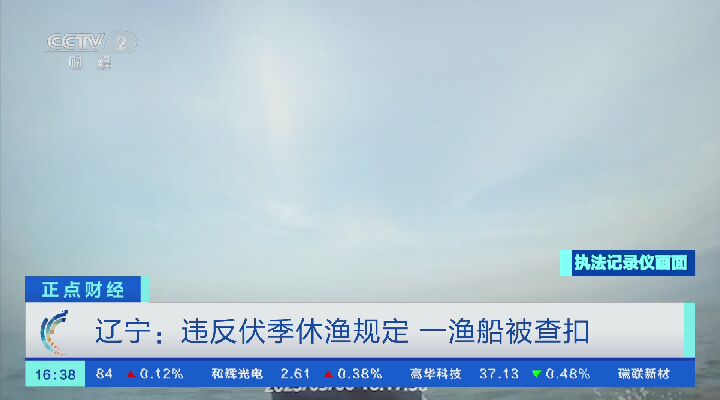 CCTV 2
财经
执法记录仪画面
正点财经
辽宁：违反伏季休渔规定 一渔船被查扣
16:38 84 ▲ 0.12% 和辉光电 2.61 ▲ 0.38% 高华科技 37.13 ▼ 0.48% 瑞联新材